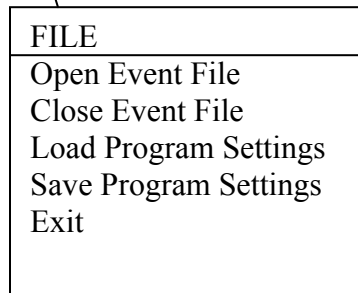 FILE
Open Event File
Close Event File
Load Program Settings
Save Program Settings
Exit